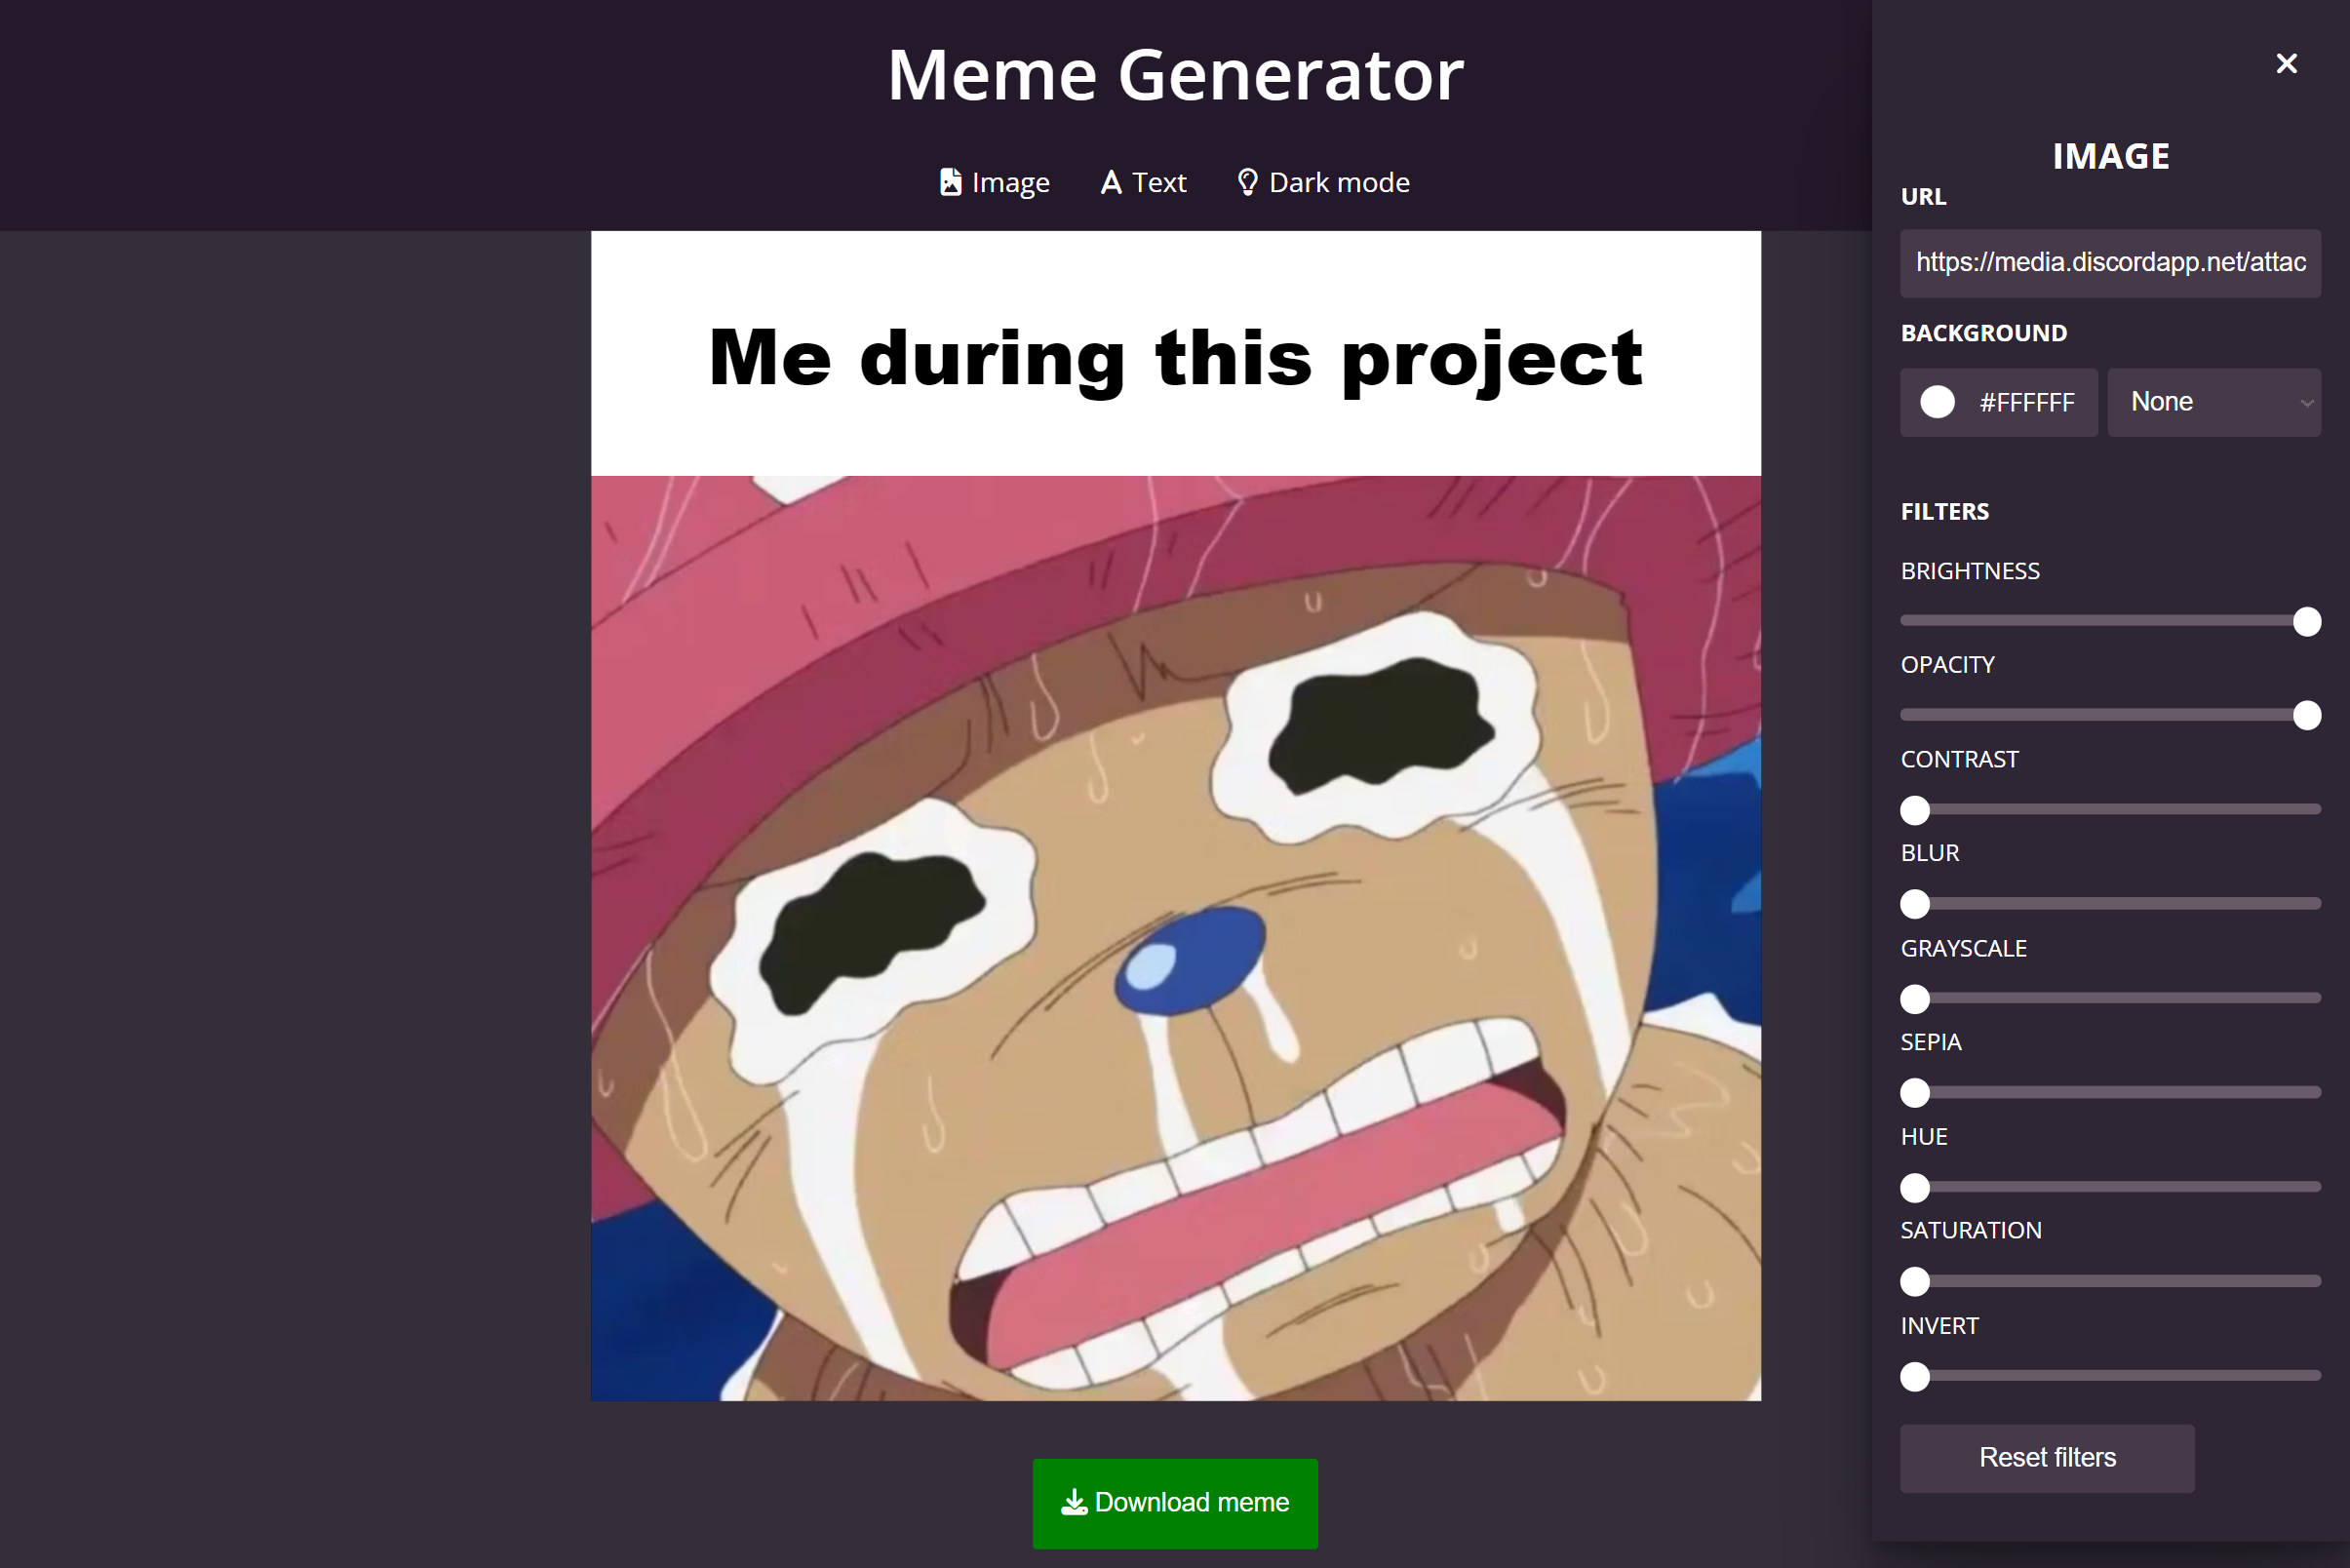 Meme Generator
Image
Text
Dark mode
Me during this project
Download meme
IMAGE
URL
https://media.discordapp.net/attac
BACKGROUND
#FFFFFF
None
FILTERS
BRIGHTNESS
OPACITY
CONTRAST
BLUR
GRAYSCALE
SEPIA
HUE
SATURATION
INVERT
Reset filters